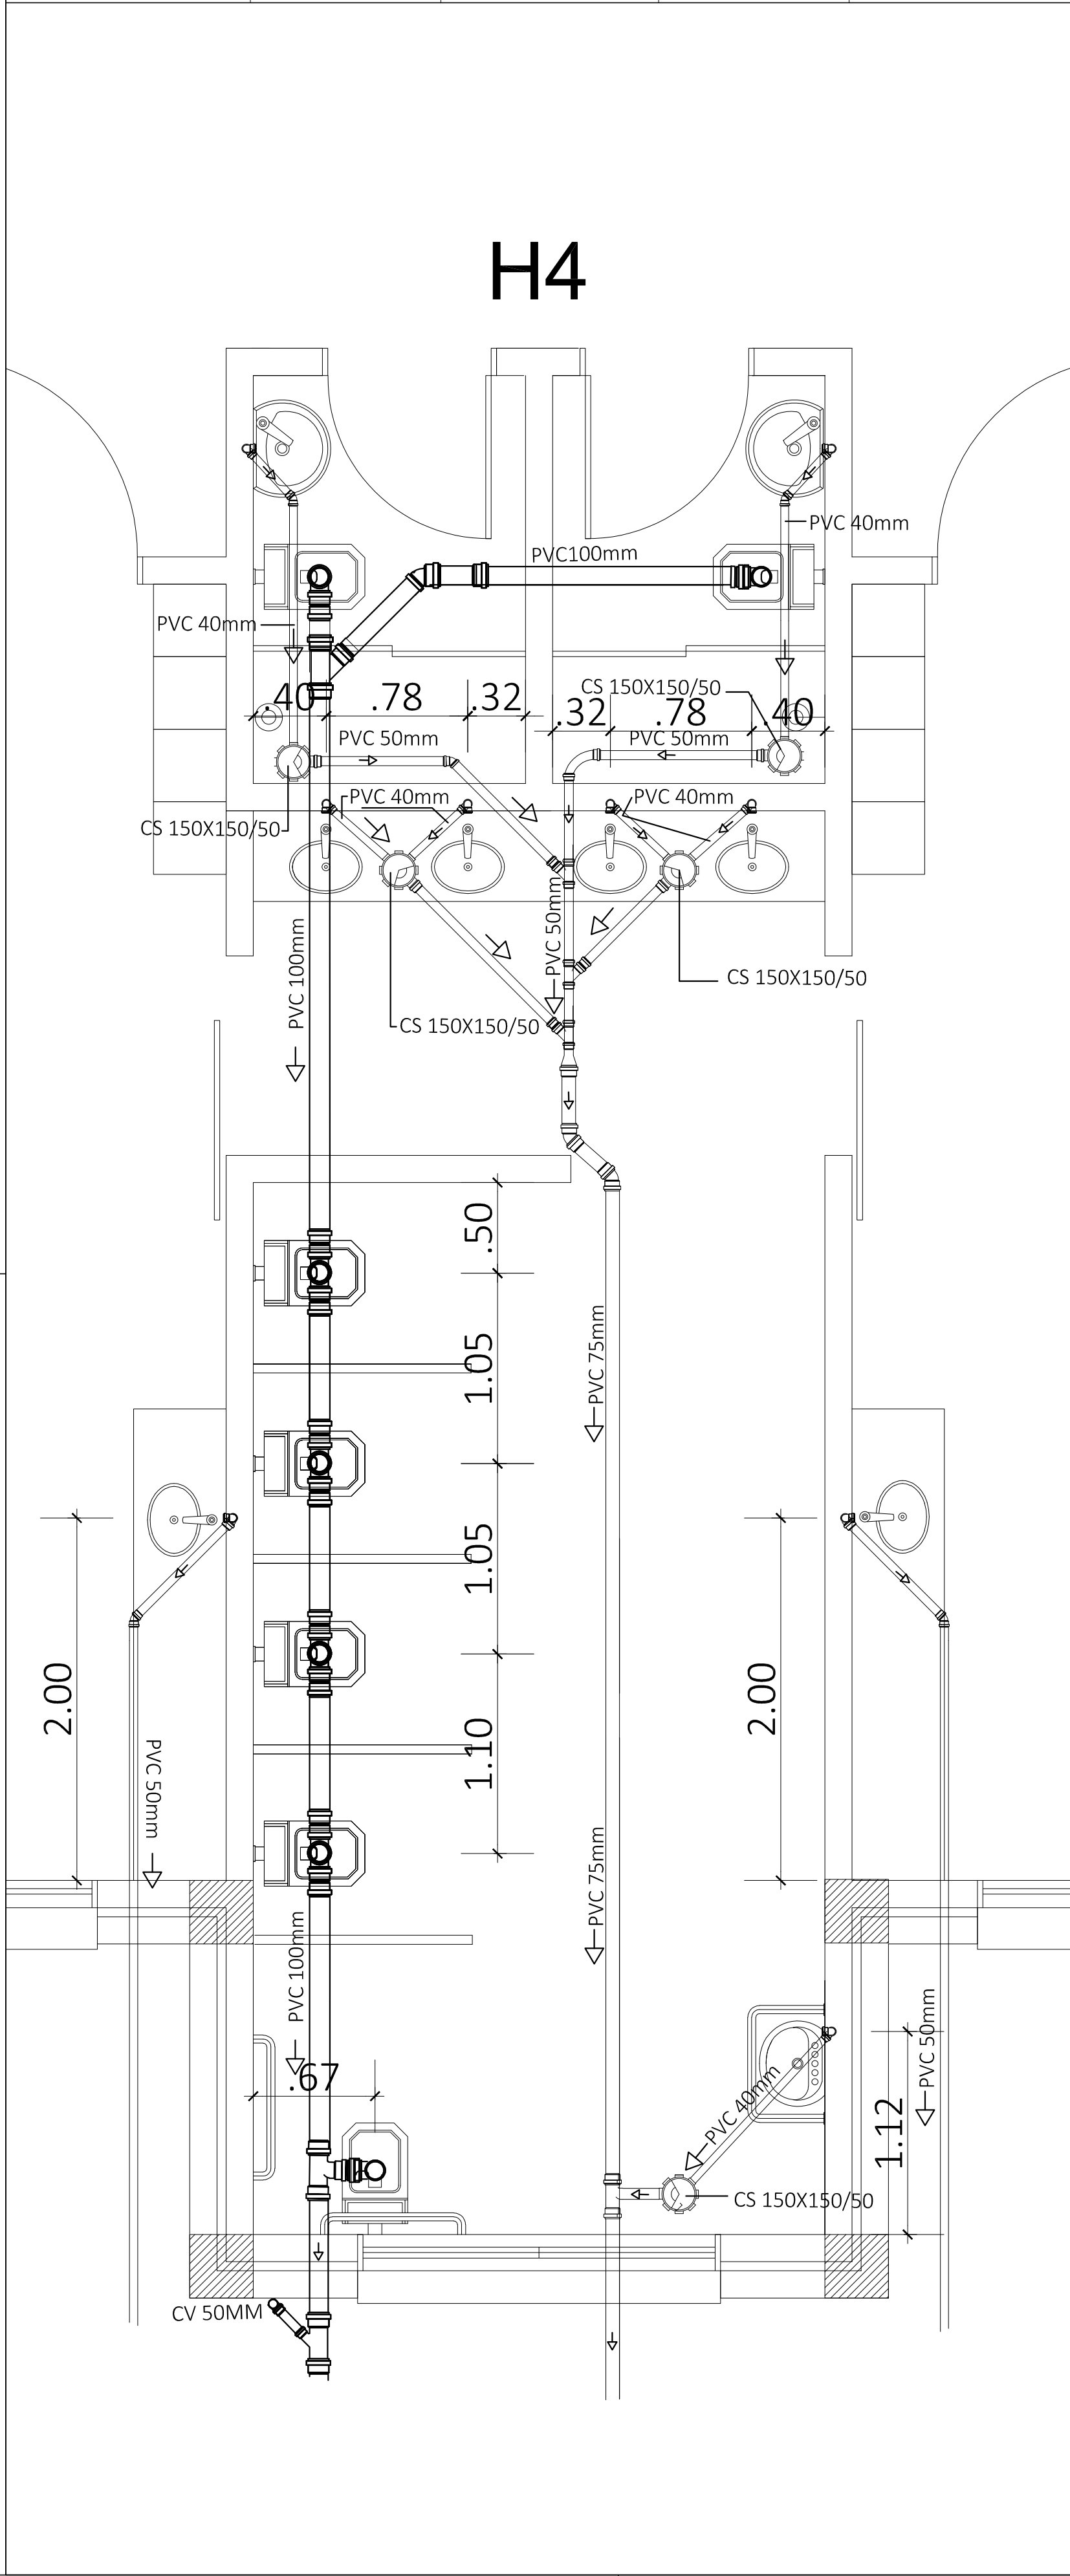 H4
PVC 40mm
PVC100mm
PVC 40mm
CS 150X150/50
.40
.78
.32
.32
.78
.40
PVC 50mm
PVC 50mm
PVC 40mm
PVC 40mm
CS 150X150/50
PVC 50mm
PVC 100mm
CS 150X150/50
CS 150X150/50
.50
1.05
PVC 75mm
1.05
2.00
2.00
1.10
PVC 50mm
PVC 75mm
PVC 100mm
PVC 50mm
.67
PVC 40mm
1.12
CS 150X150/50
CV 50MM